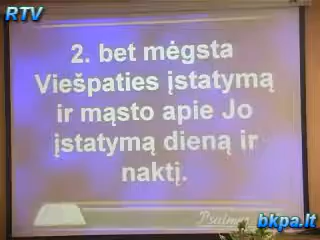 RTV
2. bet mėgsta
Viešpaties įstatymą
ir mąsto apie Jo
įstatymą dieną ir
naktį.
bkpa.lt